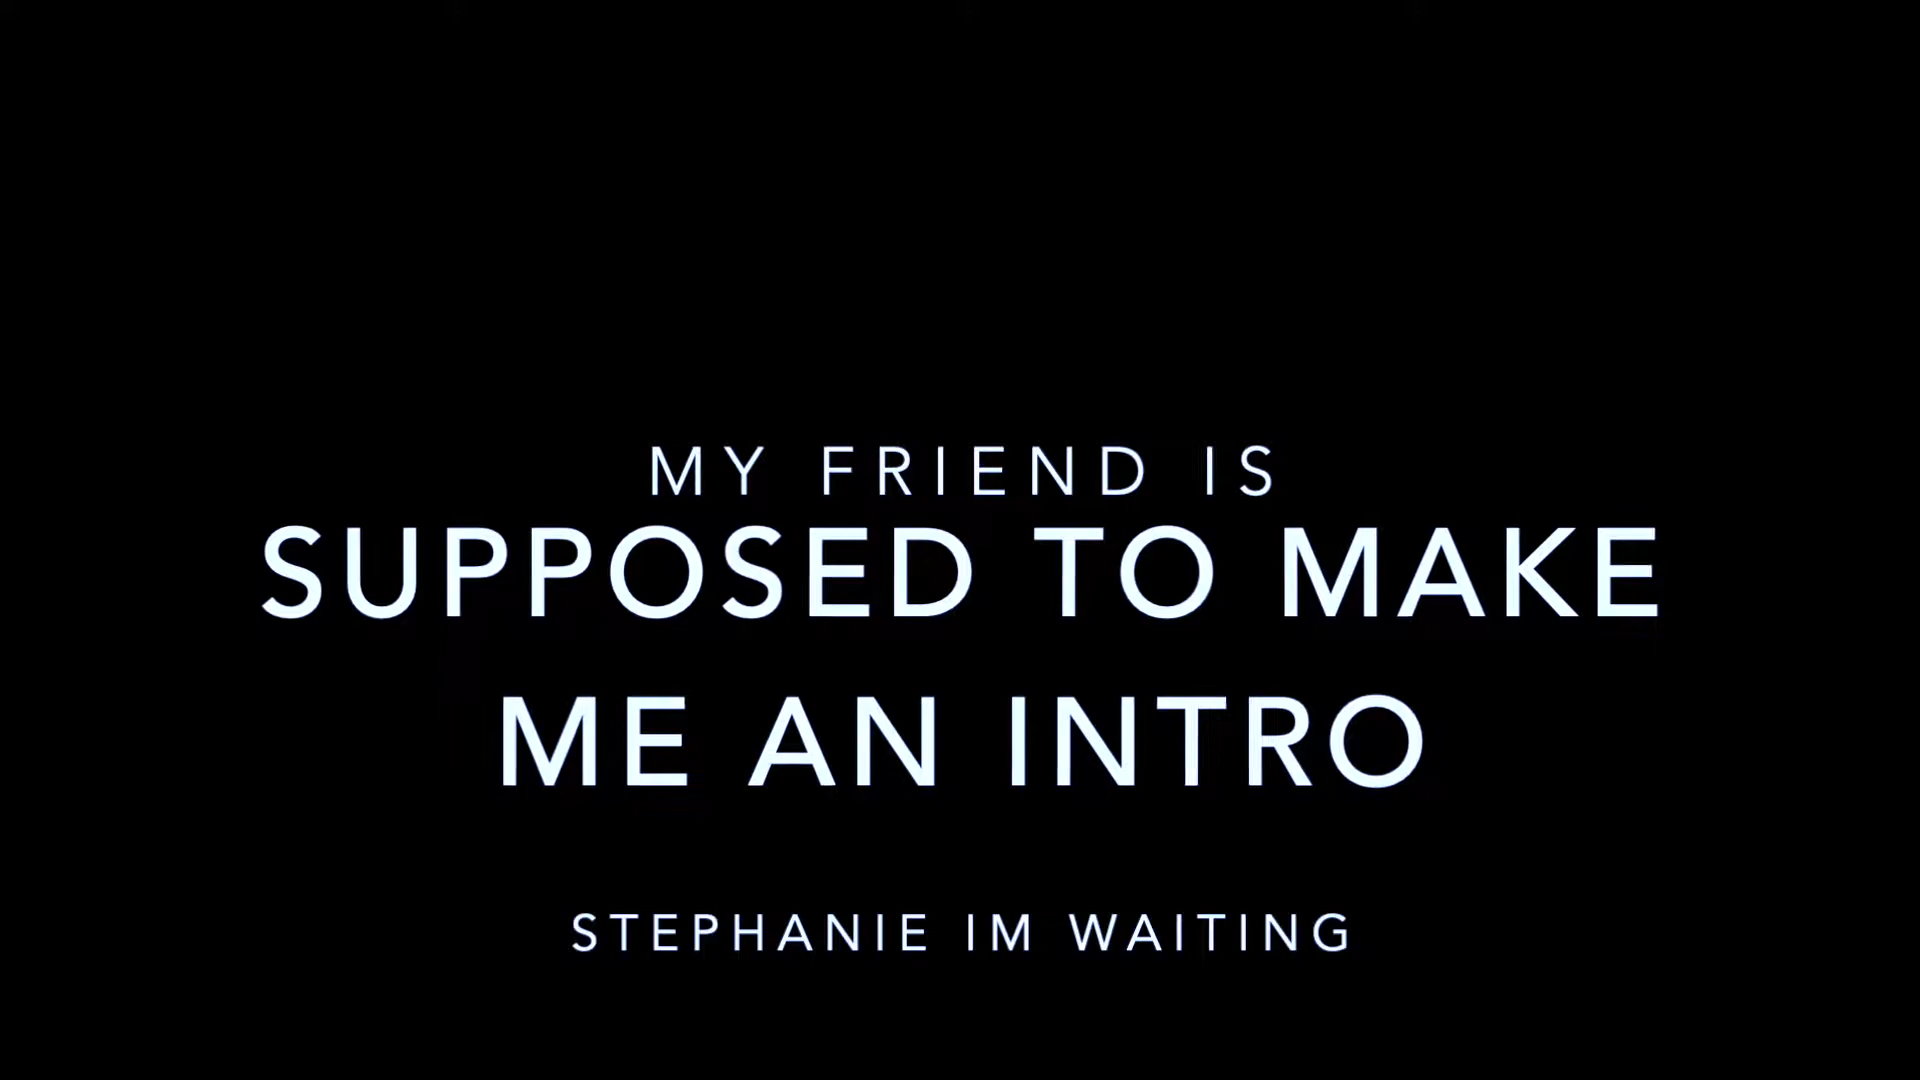 MY FRIEND IS
SUPPOSED TO MAKE
ME AN INTRO
STEPHANIE IM WAITING